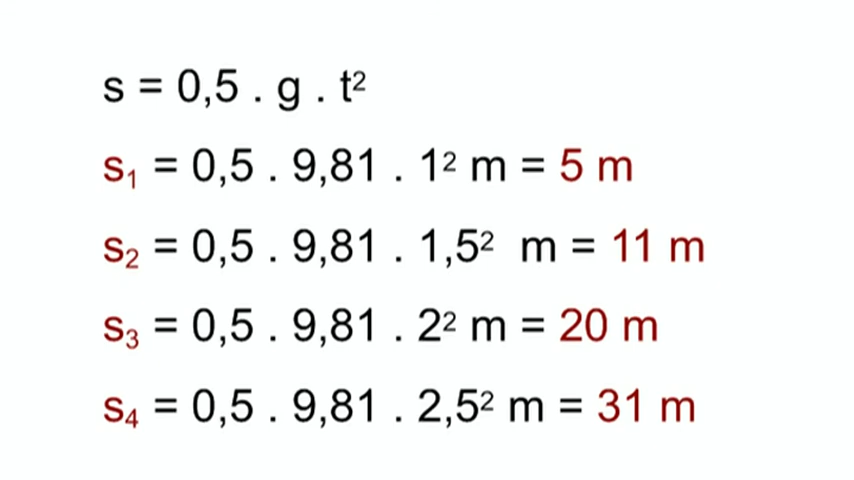 s = 0,5 . g . t²
s₁ = 0,5 . 9,81 . 1² m = 5 m
s₂ = 0,5 . 9,81 . 1,5² m = 11 m
s₃ = 0,5 . 9,81 . 2² m = 20 m
s₄ = 0,5 . 9,81 . 2,5² m = 31 m